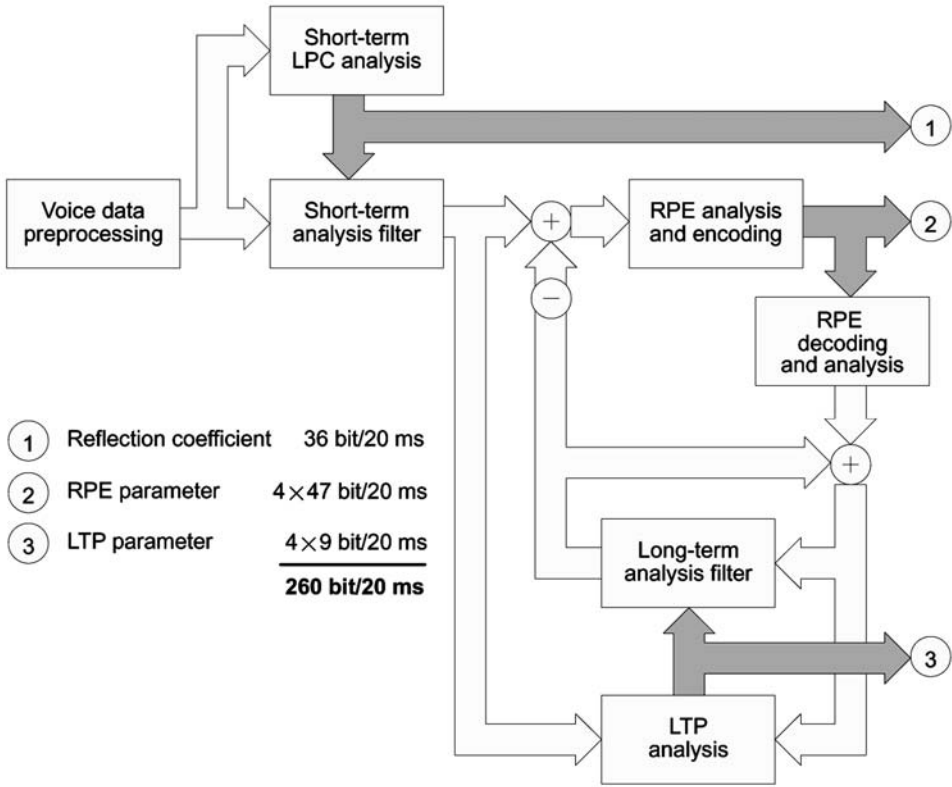 Short-term
LPC analysis
1
Voice data
preprocessing
Short-term
analysis filter
+
RPE analysis
and encoding
2
−
RPE
decoding
and analysis
1 Reflection coefficient 36 bit/20 ms
+
2 RPE parameter 4×47 bit/20 ms
3 LTP parameter 4×9 bit/20 ms
260 bit/20 ms
Long-term
analysis filter
3
LTP
analysis